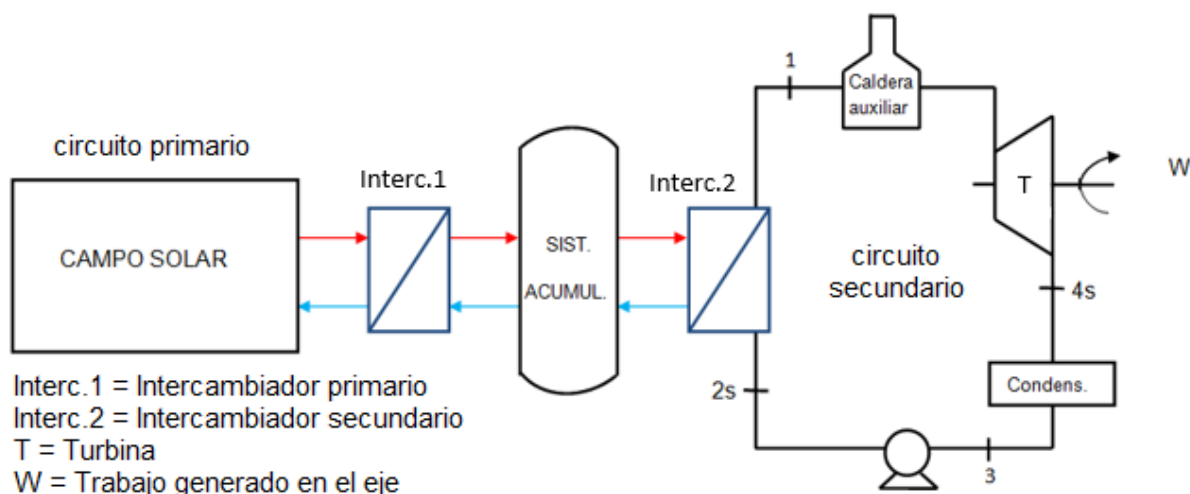 circuito primario
CAMPO SOLAR
Interc.1
SIST.
ACUMUL.
Interc.2
1
Caldera
auxiliar
T
W
circuito
secundario
4s
2s
Condens.
3
Interc.1 = Intercambiador primario
Interc.2 = Intercambiador secundario
T = Turbina
W = Trabajo generado en el eje